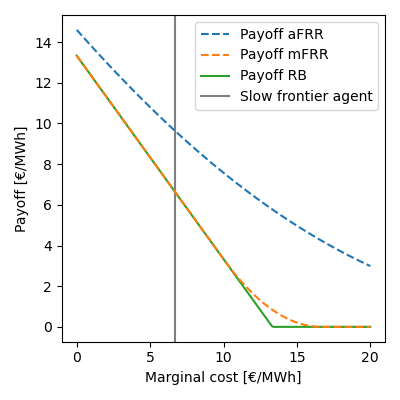 Payoff aFRR
Payoff mFRR
Payoff RB
Slow frontier agent
Payoff [€/MWh]
14
12
10
8
6
4
2
0
0 5 10 15 20
Marginal cost [€/MWh]